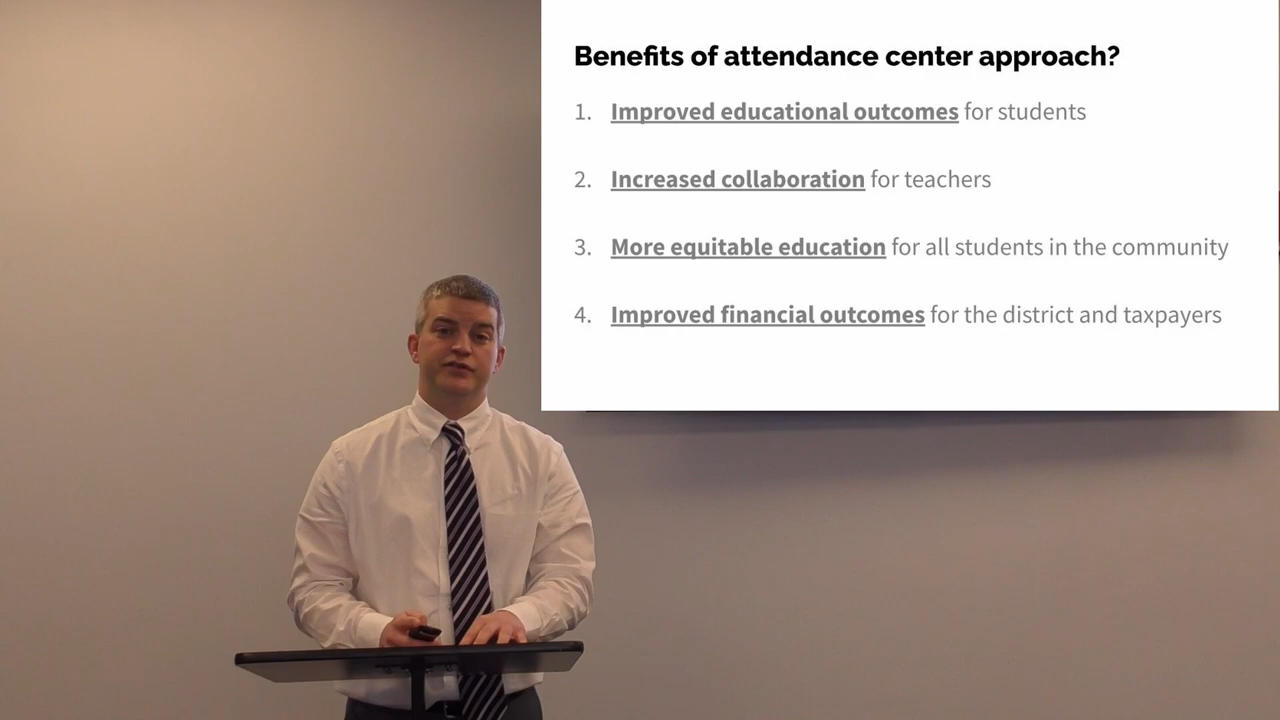 Benefits of attendance center approach?
1. Improved educational outcomes for students
2. Increased collaboration for teachers
3. More equitable education for all students in the community
4. Improved financial outcomes for the district and taxpayers